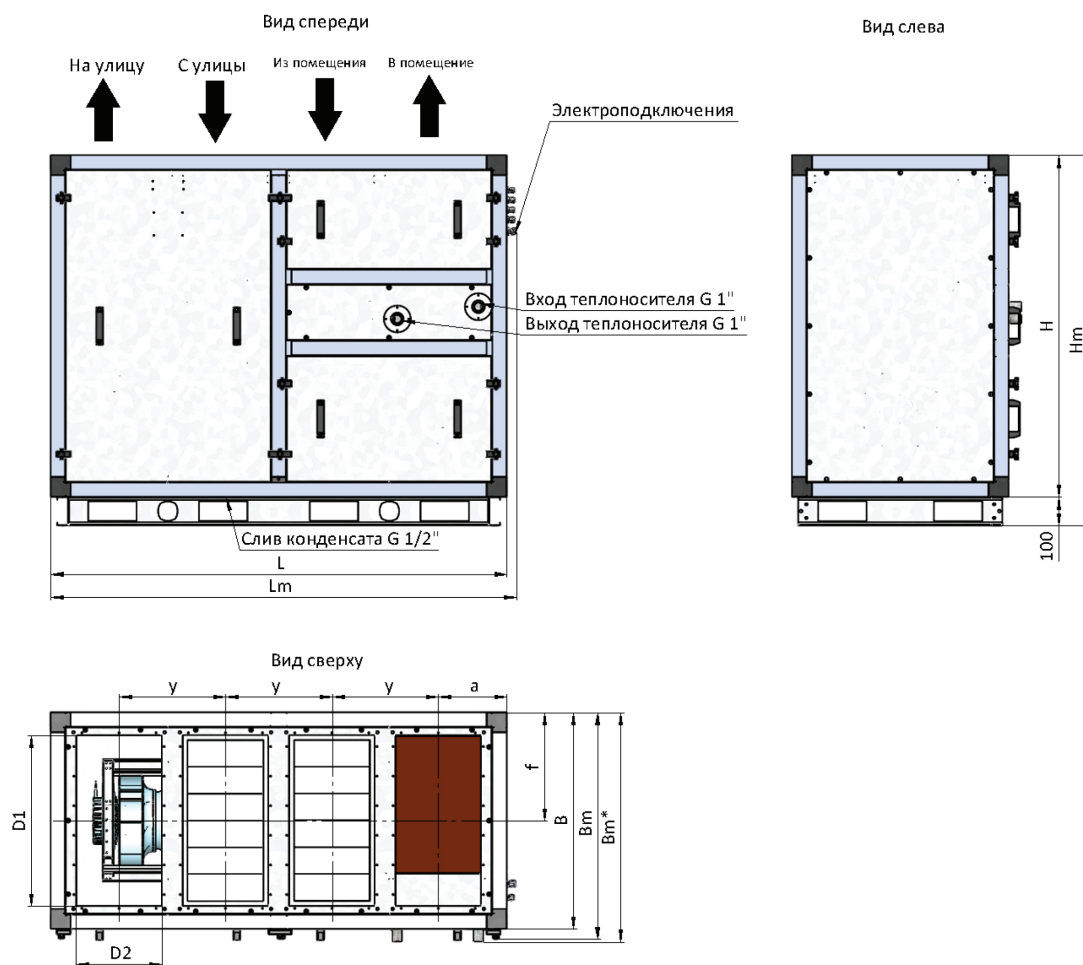 Вид спереди
Вид слева
На улицу
С улицы
Из помещения
В помещение
Электроподключения
Вход теплоносителя G 1"
Выход теплоносителя G 1"
H
Hm
Слив конденсата G 1/2"
100
L
Lm
Вид сверху
y
y
y
a
f
D1
B
Bm
Bm*
D2